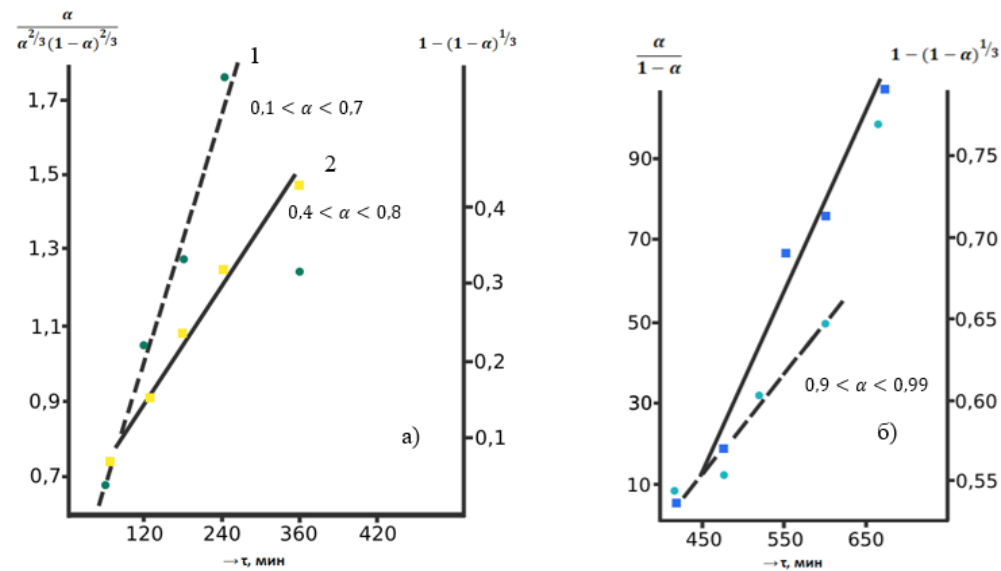 α
α^2/3(1−α)^2/3
1−(1−α)^1/3
1
0,1 < α < 0,7
2
0,4 < α < 0,8
1,7
1,5
1,3
1,1
0,9
0,7
0,4
0,3
0,2
0,1
а)
120 240 360 420
→τ, мин
α
1−α
1−(1−α)^1/3
90
70
50
30
10
0,75
0,70
0,65
0,60
0,55
0,9 < α < 0,99
б)
450 550 650
→τ, мин